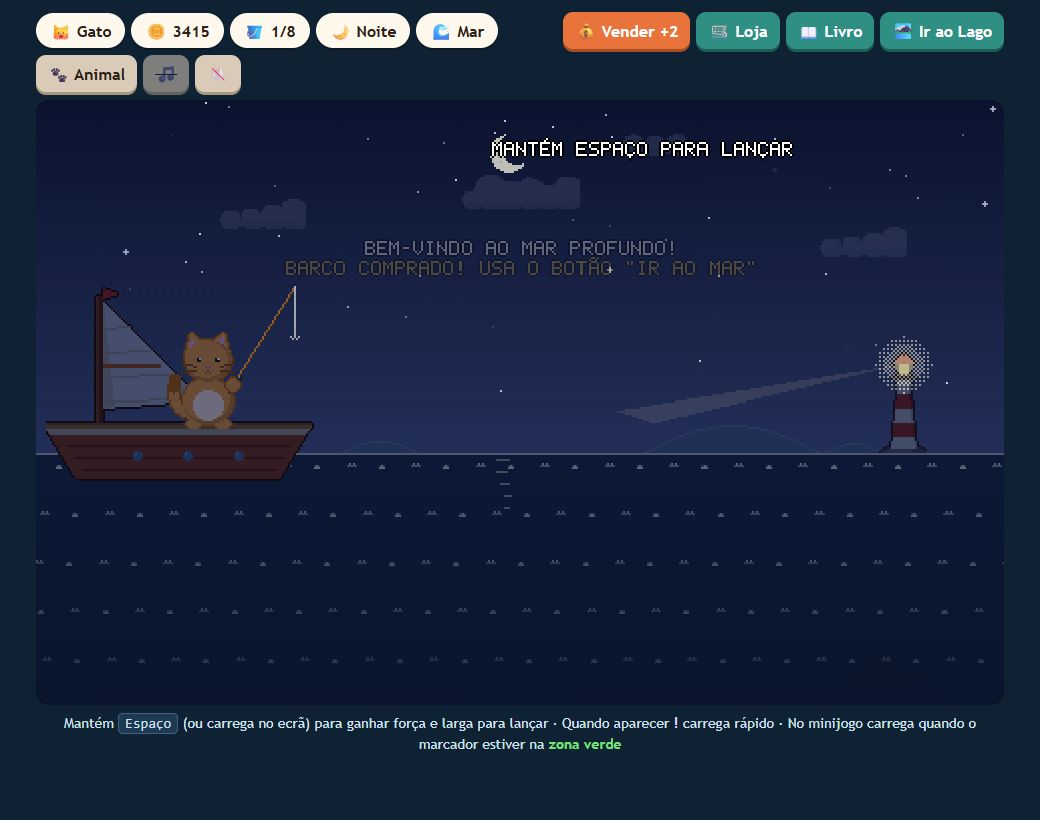 Gato 3415 1/8 Noite Mar Vender +2 Loja Livro Ir ao Lago
Animal
MANTÉM ESPAÇO PARA LANÇAR
BEM-VINDO AO MAR PROFUNDO!
BARCO COMPRADO! USA O BOTÃO "IR AO MAR"
Mantém Espaço (ou carrega no ecrã) para ganhar força e larga para lançar · Quando aparecer ! carrega rápido · No minijogo carrega quando o
marcador estiver na zona verde